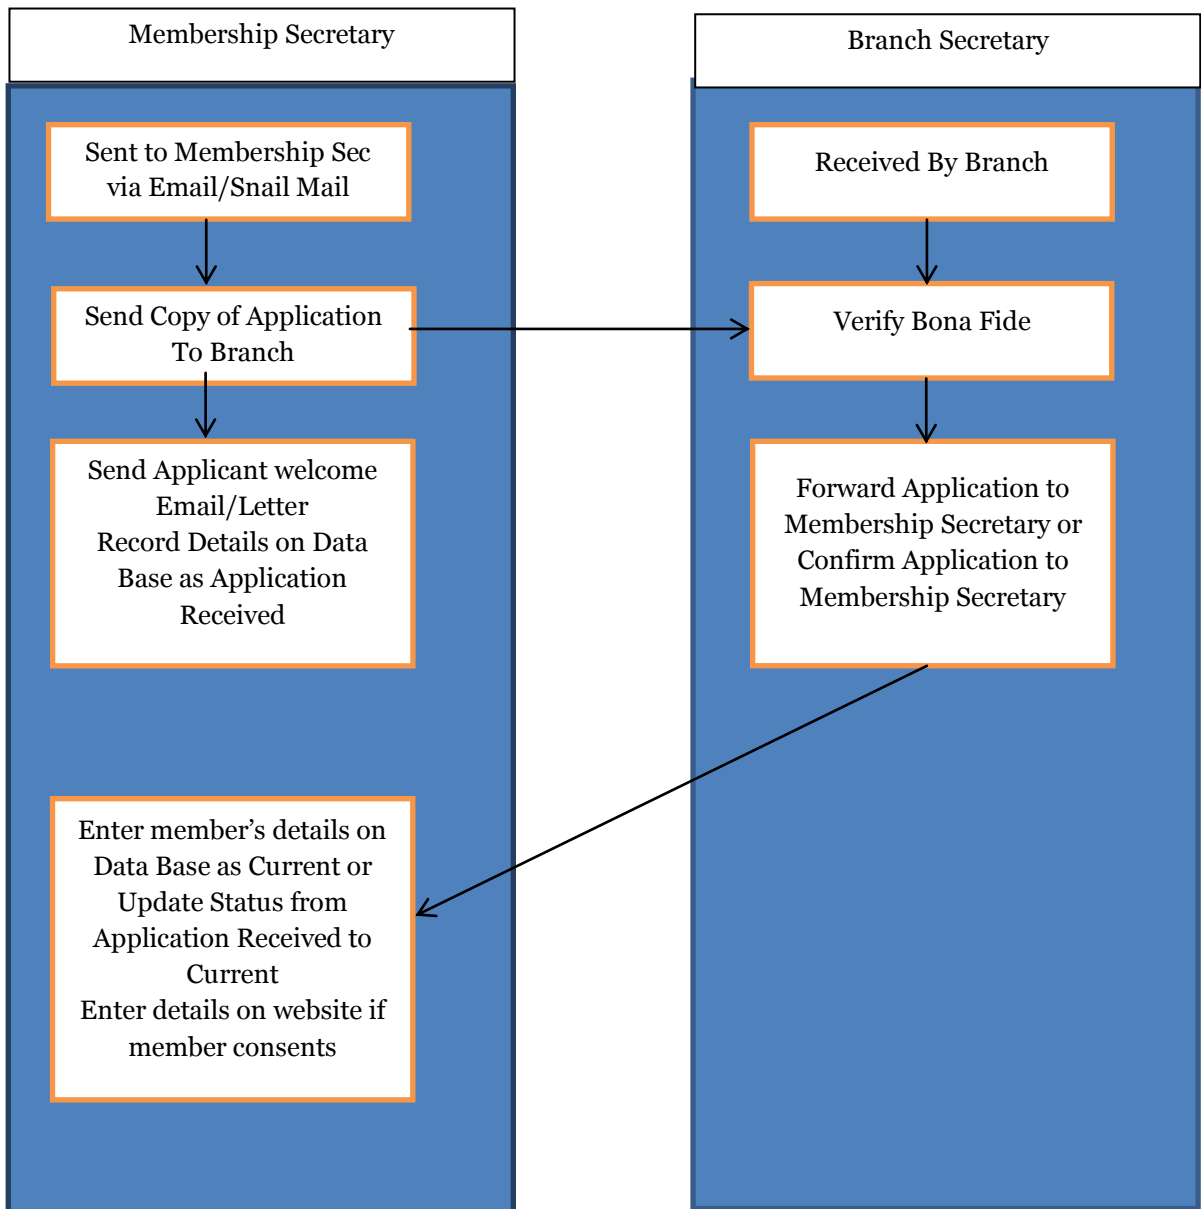 Membership Secretary
Sent to Membership Sec
via Email/Snail Mail
Send Copy of Application
To Branch
Send Applicant welcome
Email/Letter
Record Details on Data
Base as Application
Received
Enter member’s details on
Data Base as Current or
Update Status from
Application Received to
Current
Enter details on website if
member consents
Branch Secretary
Received By Branch
Verify Bona Fide
Forward Application to
Membership Secretary or
Confirm Application to
Membership Secretary